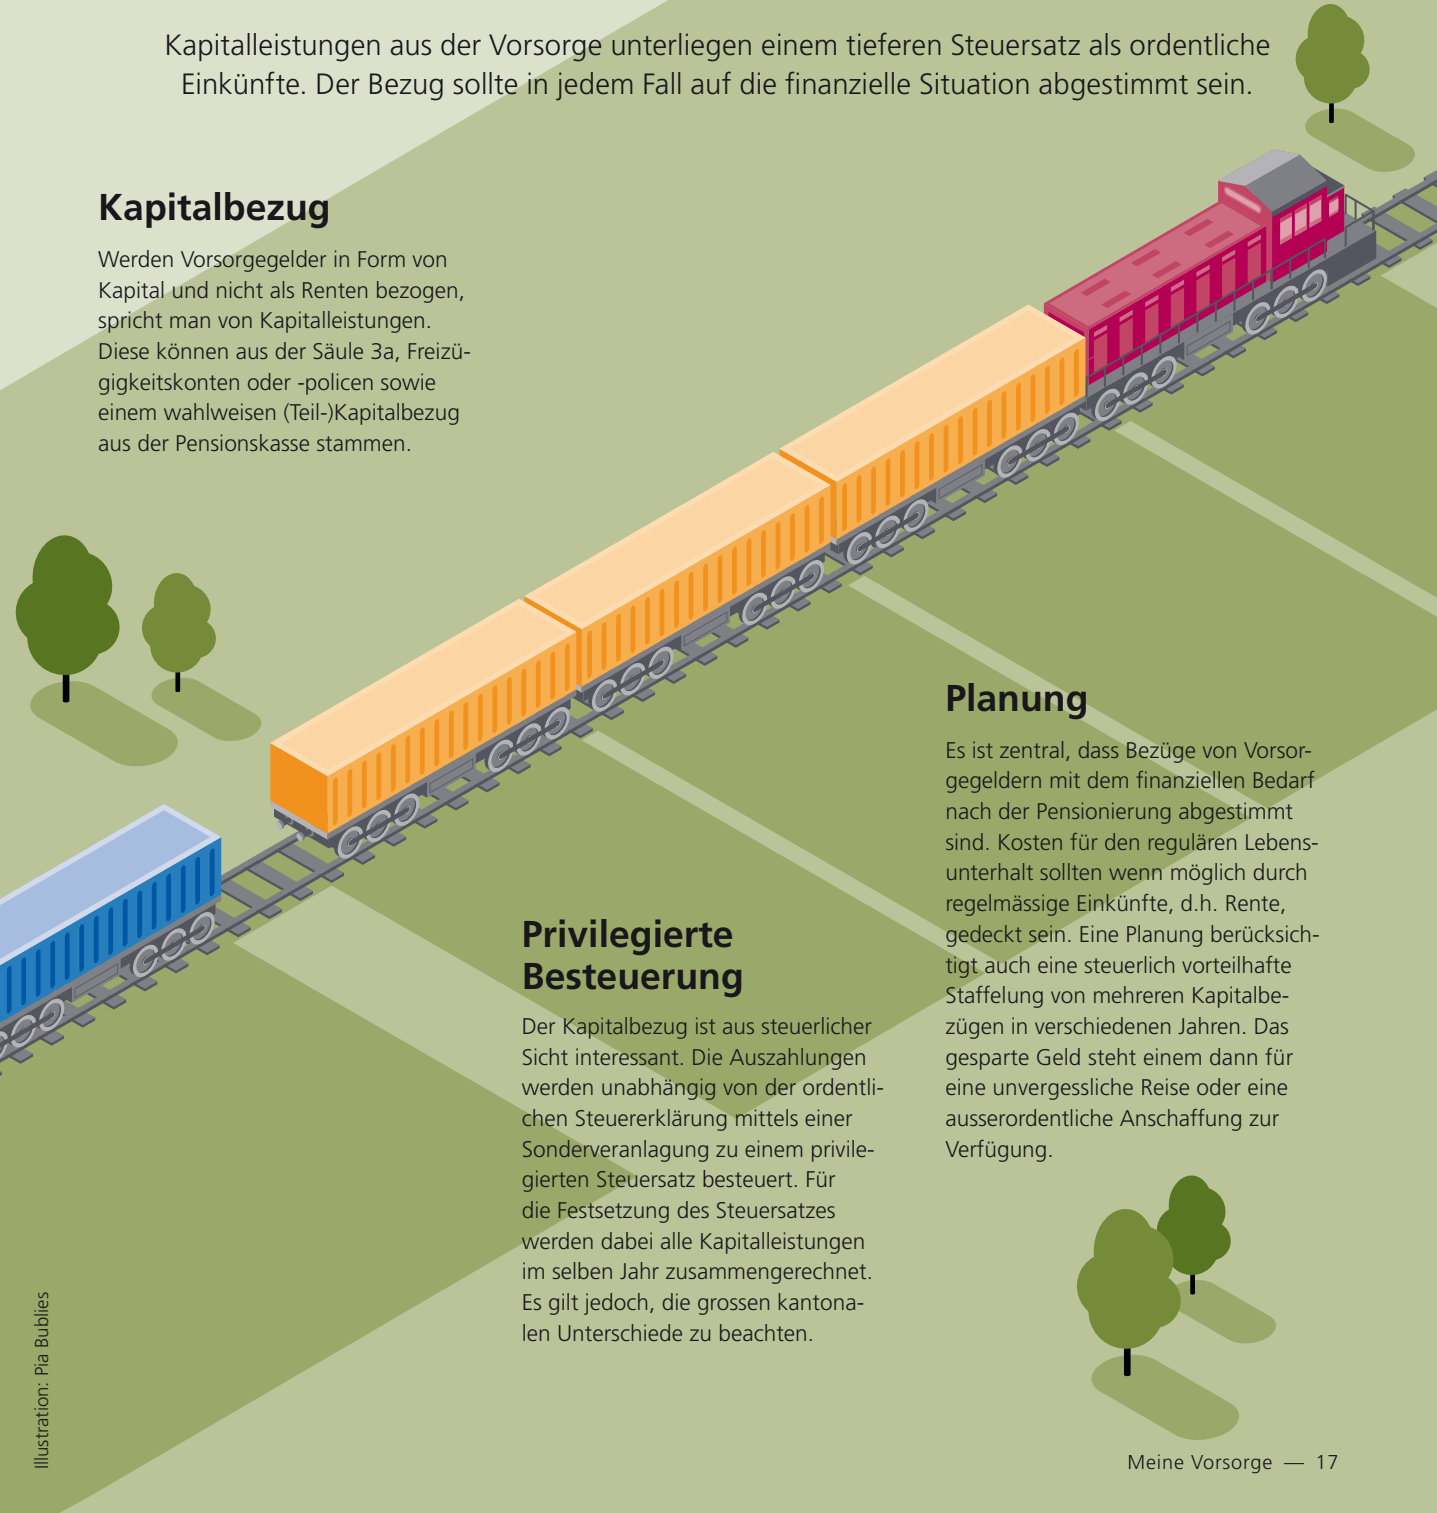 Kapitalleistungen aus der Vorsorge unterliegen einem tieferen Steuersatz als ordentliche
Einkünfte. Der Bezug sollte in jedem Fall auf die finanzielle Situation abgestimmt sein.
Kapitalbezug
Werden Vorsorgegelder in Form von
Kapital und nicht als Renten bezogen,
spricht man von Kapitalleistungen.
Diese können aus der Säule 3a, Freizü-
gigkeitskonten oder -policen sowie
einem wahlweisen (Teil-)Kapitalbezug
aus der Pensionskasse stammen.
Privilegierte
Besteuerung
Der Kapitalbezug ist aus steuerlicher
Sicht interessant. Die Auszahlungen
werden unabhängig von der ordentli-
chen Steuererklärung mittels einer
Sonderveranlagung zu einem privile-
gierten Steuersatz besteuert. Für
die Festsetzung des Steuersatzes
werden dabei alle Kapitalleistungen
im selben Jahr zusammengerechnet.
Es gilt jedoch, die grossen kantona-
len Unterschiede zu beachten.
Planung
Es ist zentral, dass Bezüge von Vorsor-
gegeldern mit dem finanziellen Bedarf
nach der Pensionierung abgestimmt
sind. Kosten für den regulären Lebens-
unterhalt sollten wenn möglich durch
regelmässige Einkünfte, d.h. Rente,
gedeckt sein. Eine Planung berücksich-
tigt auch eine steuerlich vorteilhafte
Staffelung von mehreren Kapitalbe-
zügen in verschiedenen Jahren. Das
gesparte Geld steht einem dann für
eine unvergessliche Reise oder eine
ausserordentliche Anschaffung zur
Verfügung.
Illustration: Pia Bublies
Meine Vorsorge — 17